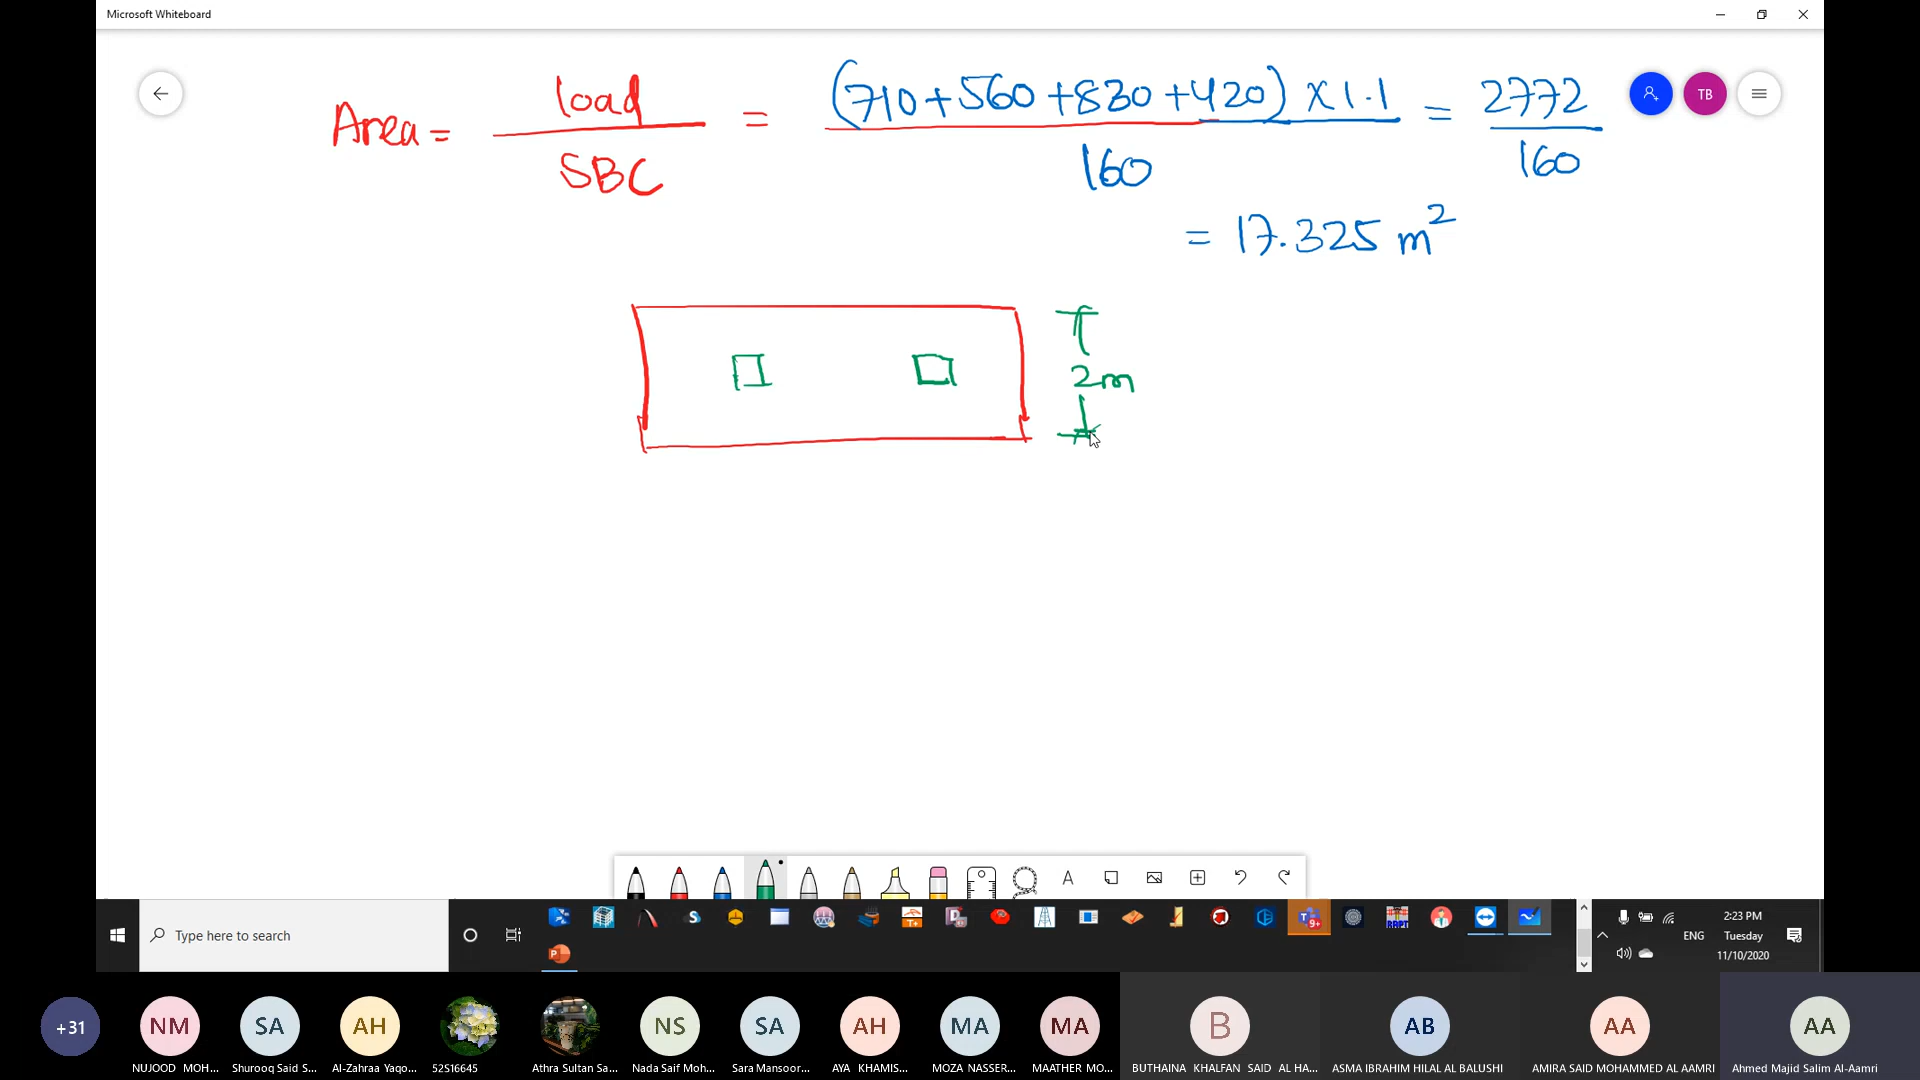 Microsoft Whiteboard
Area = load / SBC = (710+560+830+420) x 1.1 / 160 = 2772 / 160
= 17.325 m²
2m
TB
A
Type here to search
9+
ENG
2:23 PM
Tuesday
11/10/2020
+31
NM
SA
AH
NS
SA
AH
MA
MA
B
AB
AA
AA
NUJOOD MOH...
Shurooq Said S...
Al-Zahraa Yaqo...
52S16645
Athra Sultan Sa...
Nada Saif Moh...
Sara Mansoor...
AYA KHAMIS...
MOZA NASSER...
MAATHER MO...
BUTHAINA KHALFAN SAID AL HA...
ASMA IBRAHIM HILAL AL BALUSHI
AMIRA SAID MOHAMMED AL AAMRI
Ahmed Majid Salim Al-Aamri